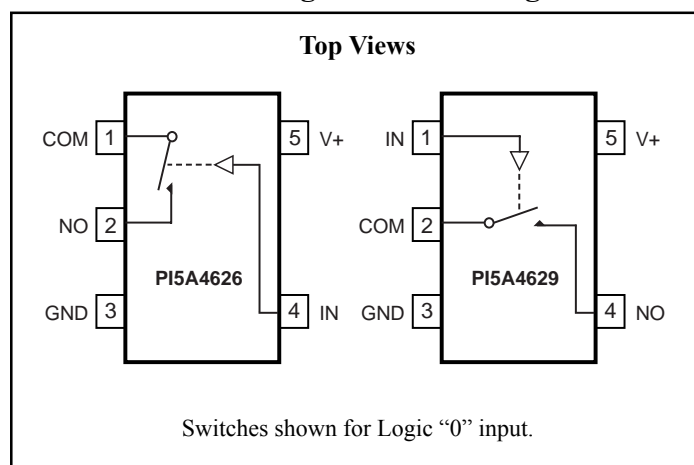 Top Views
COM 1
5 V+
NO 2
PI5A4626
GND 3
4 IN
IN 1
5 V+
COM 2
PI5A4629
GND 3
4 NO
Switches shown for Logic “0” input.